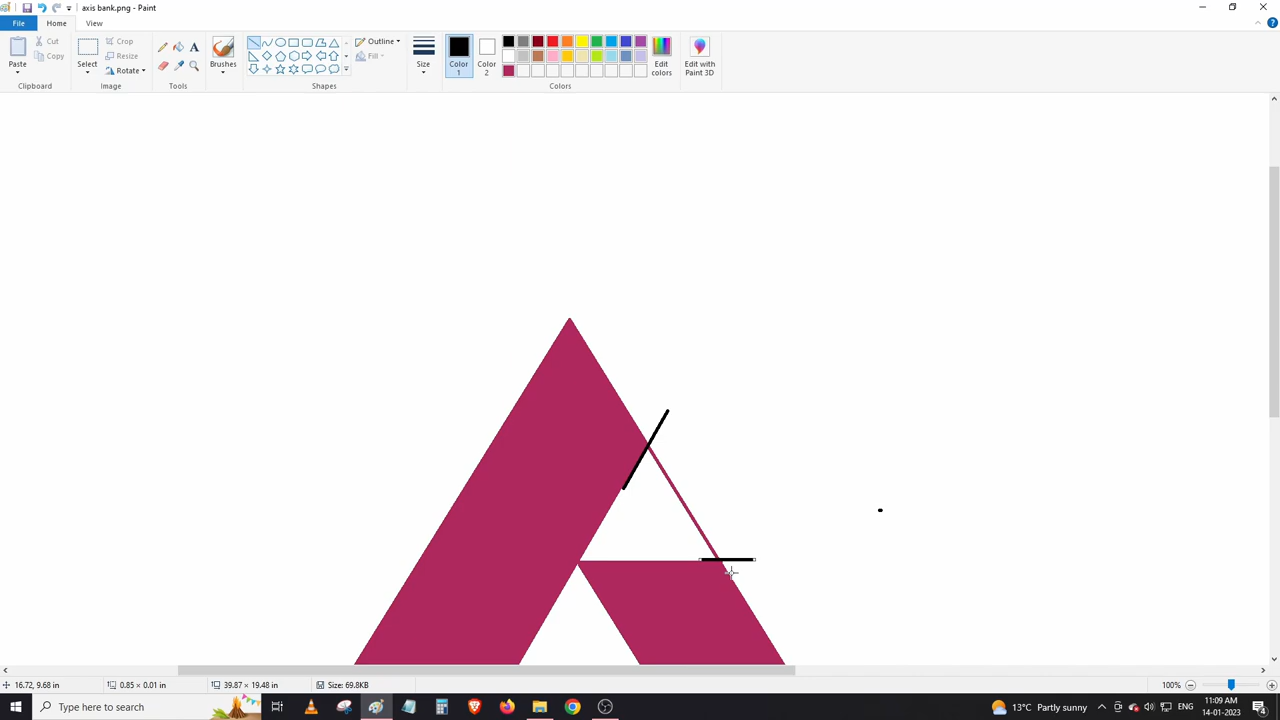 axis bank.png - Paint
File
Home
View
Paste
Cut
Copy
Clipboard
Select
Crop
Resize
Rotate
Image
A
Tools
Brushes
Outline
Fill
Shapes
Size
Color 1
Color 2
Edit colors
Colors
Edit with Paint 3D
16.72, 9.68 in
0.85 × 0.01 in
39.87 × 19.48 in
Size: 69.8KB
100%
Type here to search
13°C Partly sunny
ENG
11:09 AM
14-01-2023